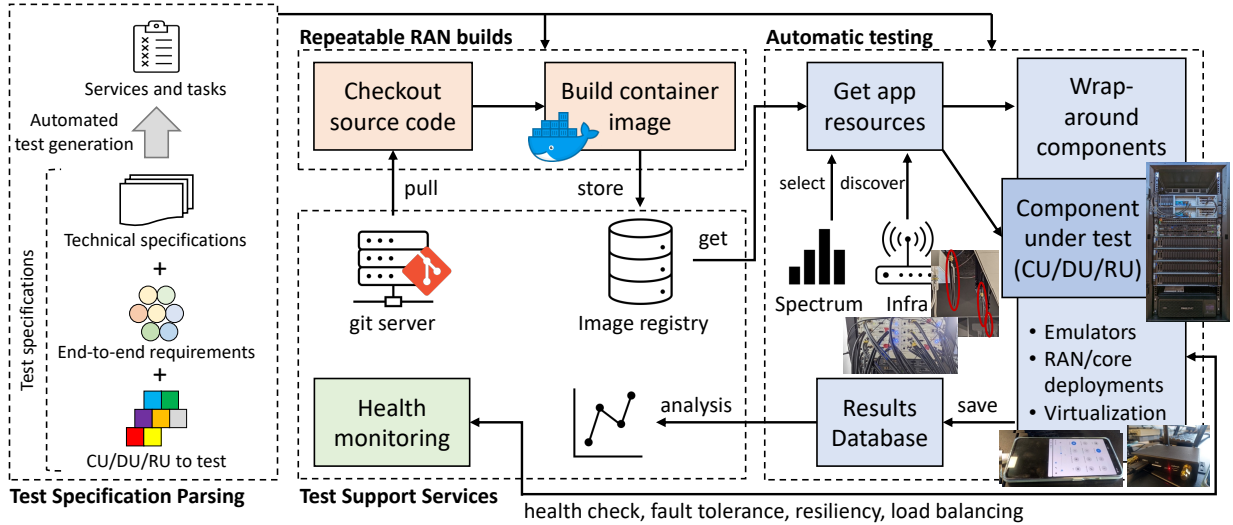 Services and tasks
Automated
test generation
Test specifications
Technical specifications
+
End-to-end requirements
+
CU/DU/RU to test
Test Specification Parsing
Repeatable RAN builds
Checkout
source code
Build container
image
pull
store
git server
Image registry
get
Health
monitoring
analysis
Test Support Services
Automatic testing
Get app
resources
Wrap-
around
components
select
discover
Component
under test
(CU/DU/RU)
Spectrum
Infra
• Emulators
• RAN/core
deployments
• Virtualization
Results
Database
save
health check, fault tolerance, resiliency, load balancing